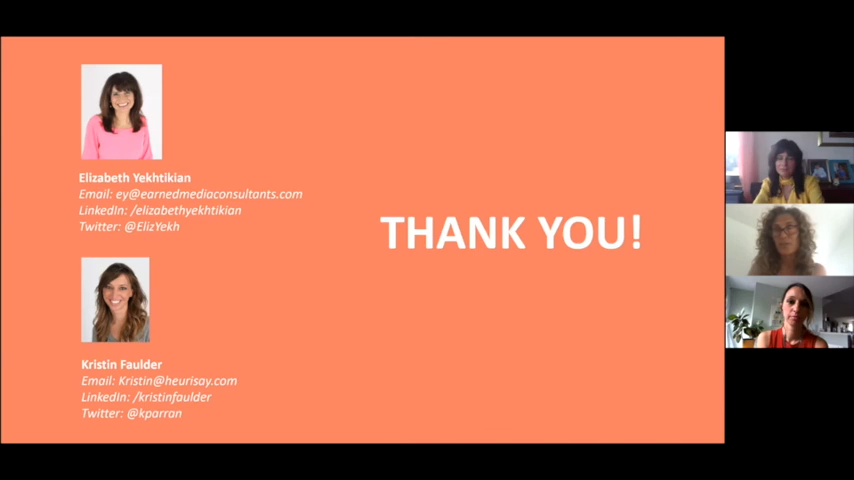 Elizabeth Yekhtikian
Email: ey@earnedmediaconsultants.com
LinkedIn: /elizabethyekhtikian
Twitter: @ElizYekh
THANK YOU!
Kristin Faulder
Email: Kristin@heurisay.com
LinkedIn: /kristinfaulder
Twitter: @kparran